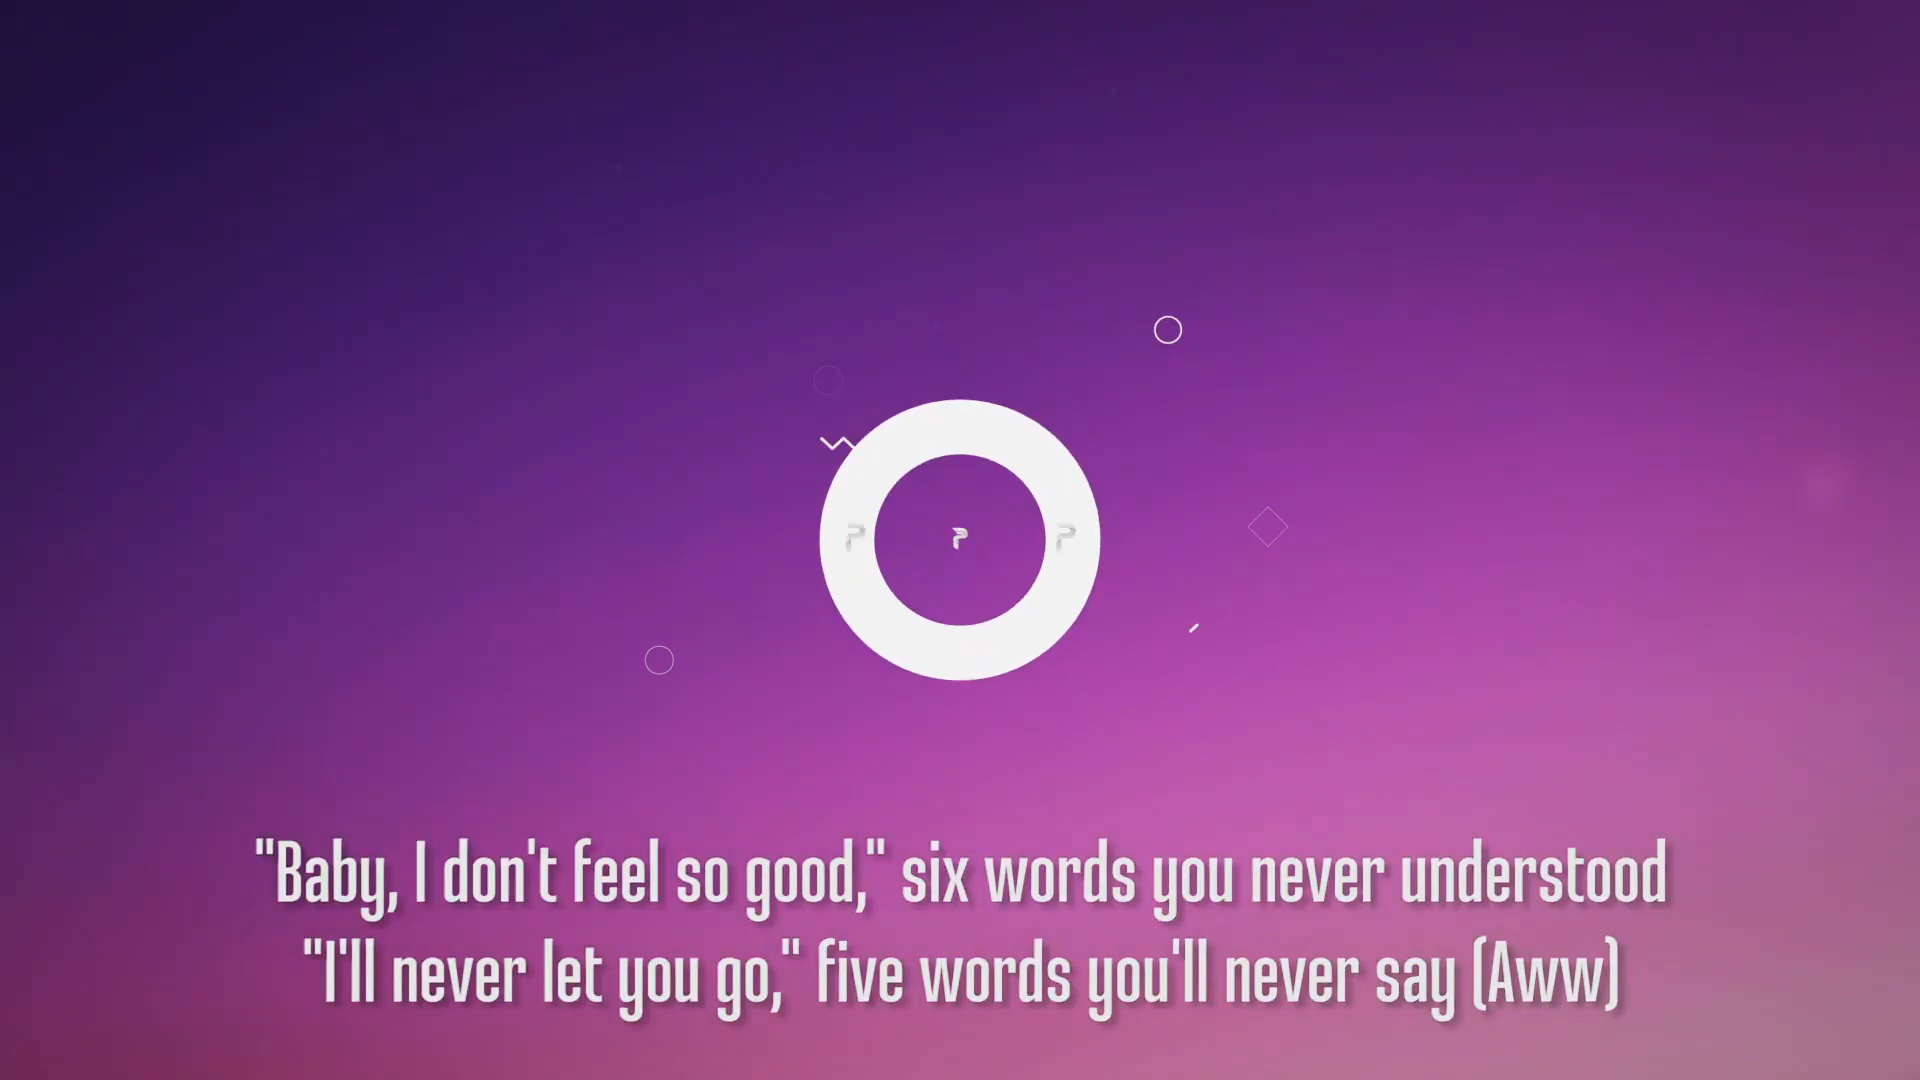 "Baby, I don't feel so good," six words you never understood
"I'll never let you go," five words you'll never say (Aww)